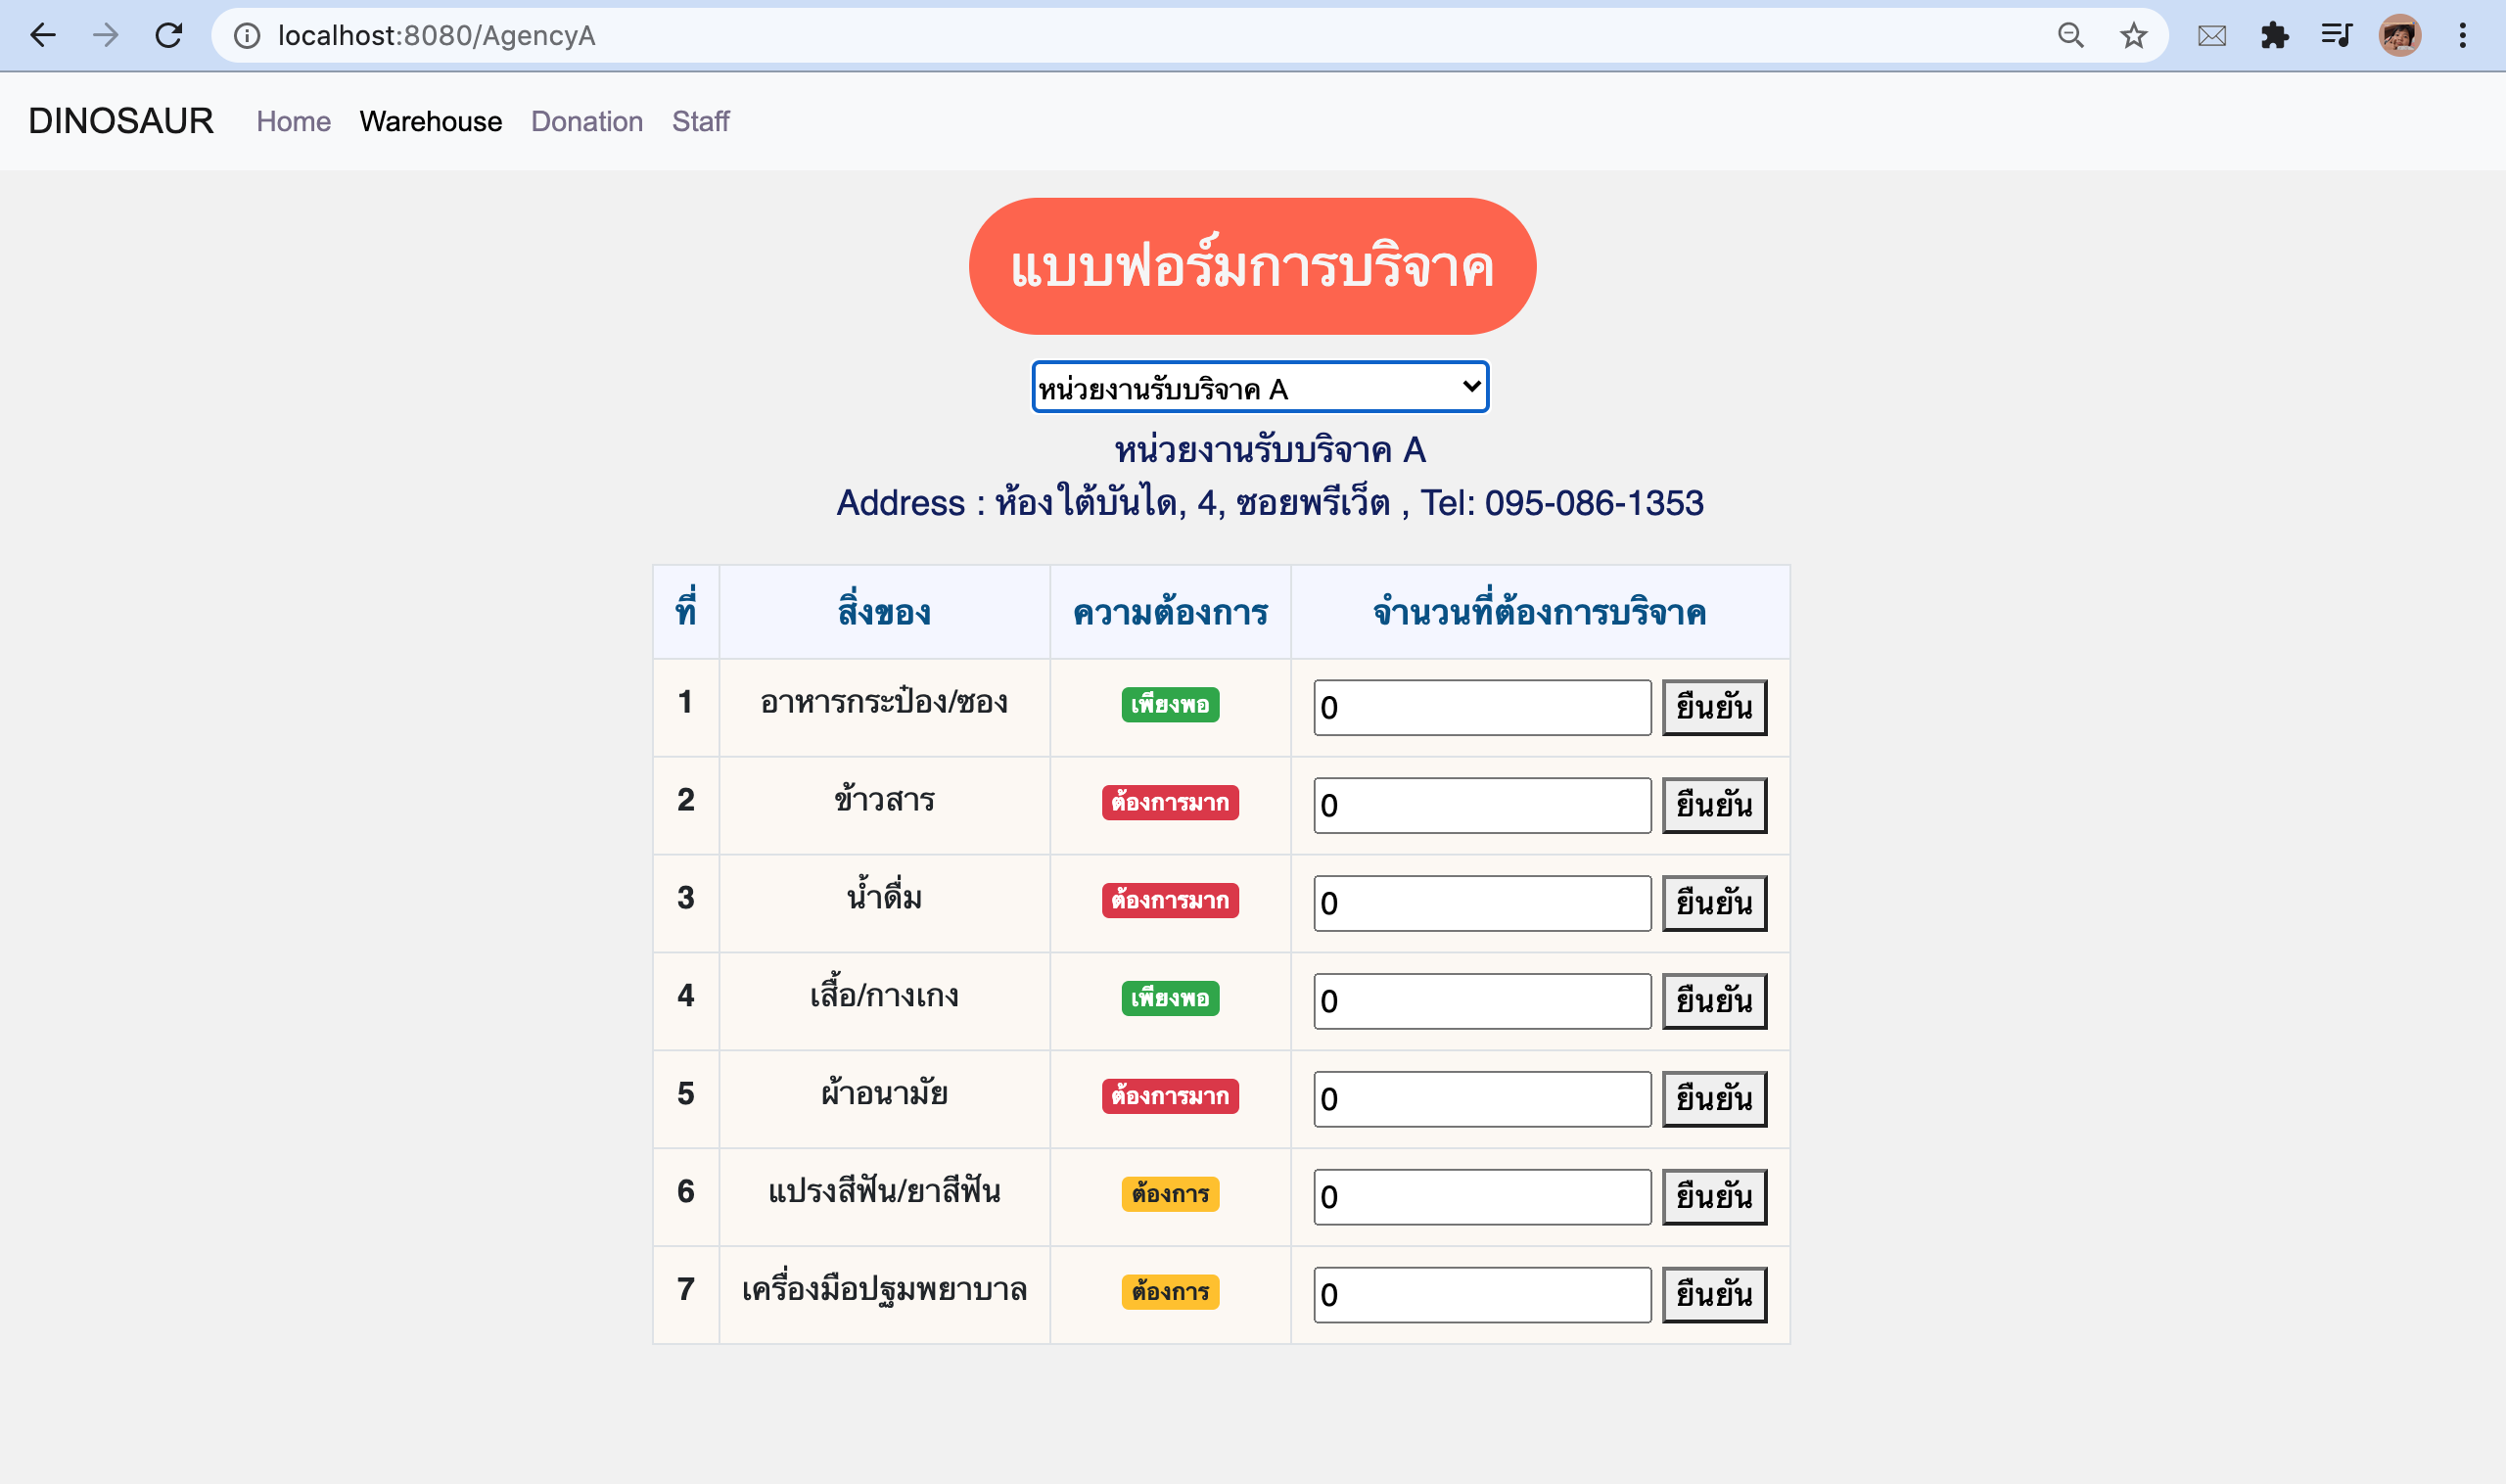 localhost:8080/AgencyA
DINOSAUR Home Warehouse Donation Staff
แบบฟอร์มการบริจาค
หน่วยงานรับบริจาค A
หน่วยงานรับบริจาค A
Address : ห้องใต้บันได, 4, ซอยพรีเว็ต , Tel: 095-086-1353
ที่ สิ่งของ ความต้องการ จำนวนที่ต้องการบริจาค
1 อาหารกระป๋อง/ซอง เพียงพอ 0 ยืนยัน
2 ข้าวสาร ต้องการมาก 0 ยืนยัน
3 น้ำดื่ม ต้องการมาก 0 ยืนยัน
4 เสื้อ/กางเกง เพียงพอ 0 ยืนยัน
5 ผ้าอนามัย ต้องการมาก 0 ยืนยัน
6 แปรงสีฟัน/ยาสีฟัน ต้องการ 0 ยืนยัน
7 เครื่องมือปฐมพยาบาล ต้องการ 0 ยืนยัน